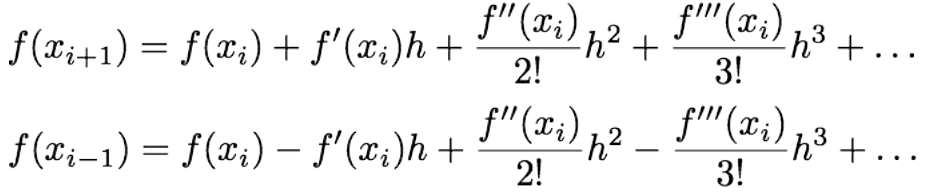 f(x_{i+1}) = f(x_i) + f'(x_i)h + \frac{f''(x_i)}{2!}h^2 + \frac{f'''(x_i)}{3!}h^3 + \dots
f(x_{i-1}) = f(x_i) - f'(x_i)h + \frac{f''(x_i)}{2!}h^2 - \frac{f'''(x_i)}{3!}h^3 + \dots